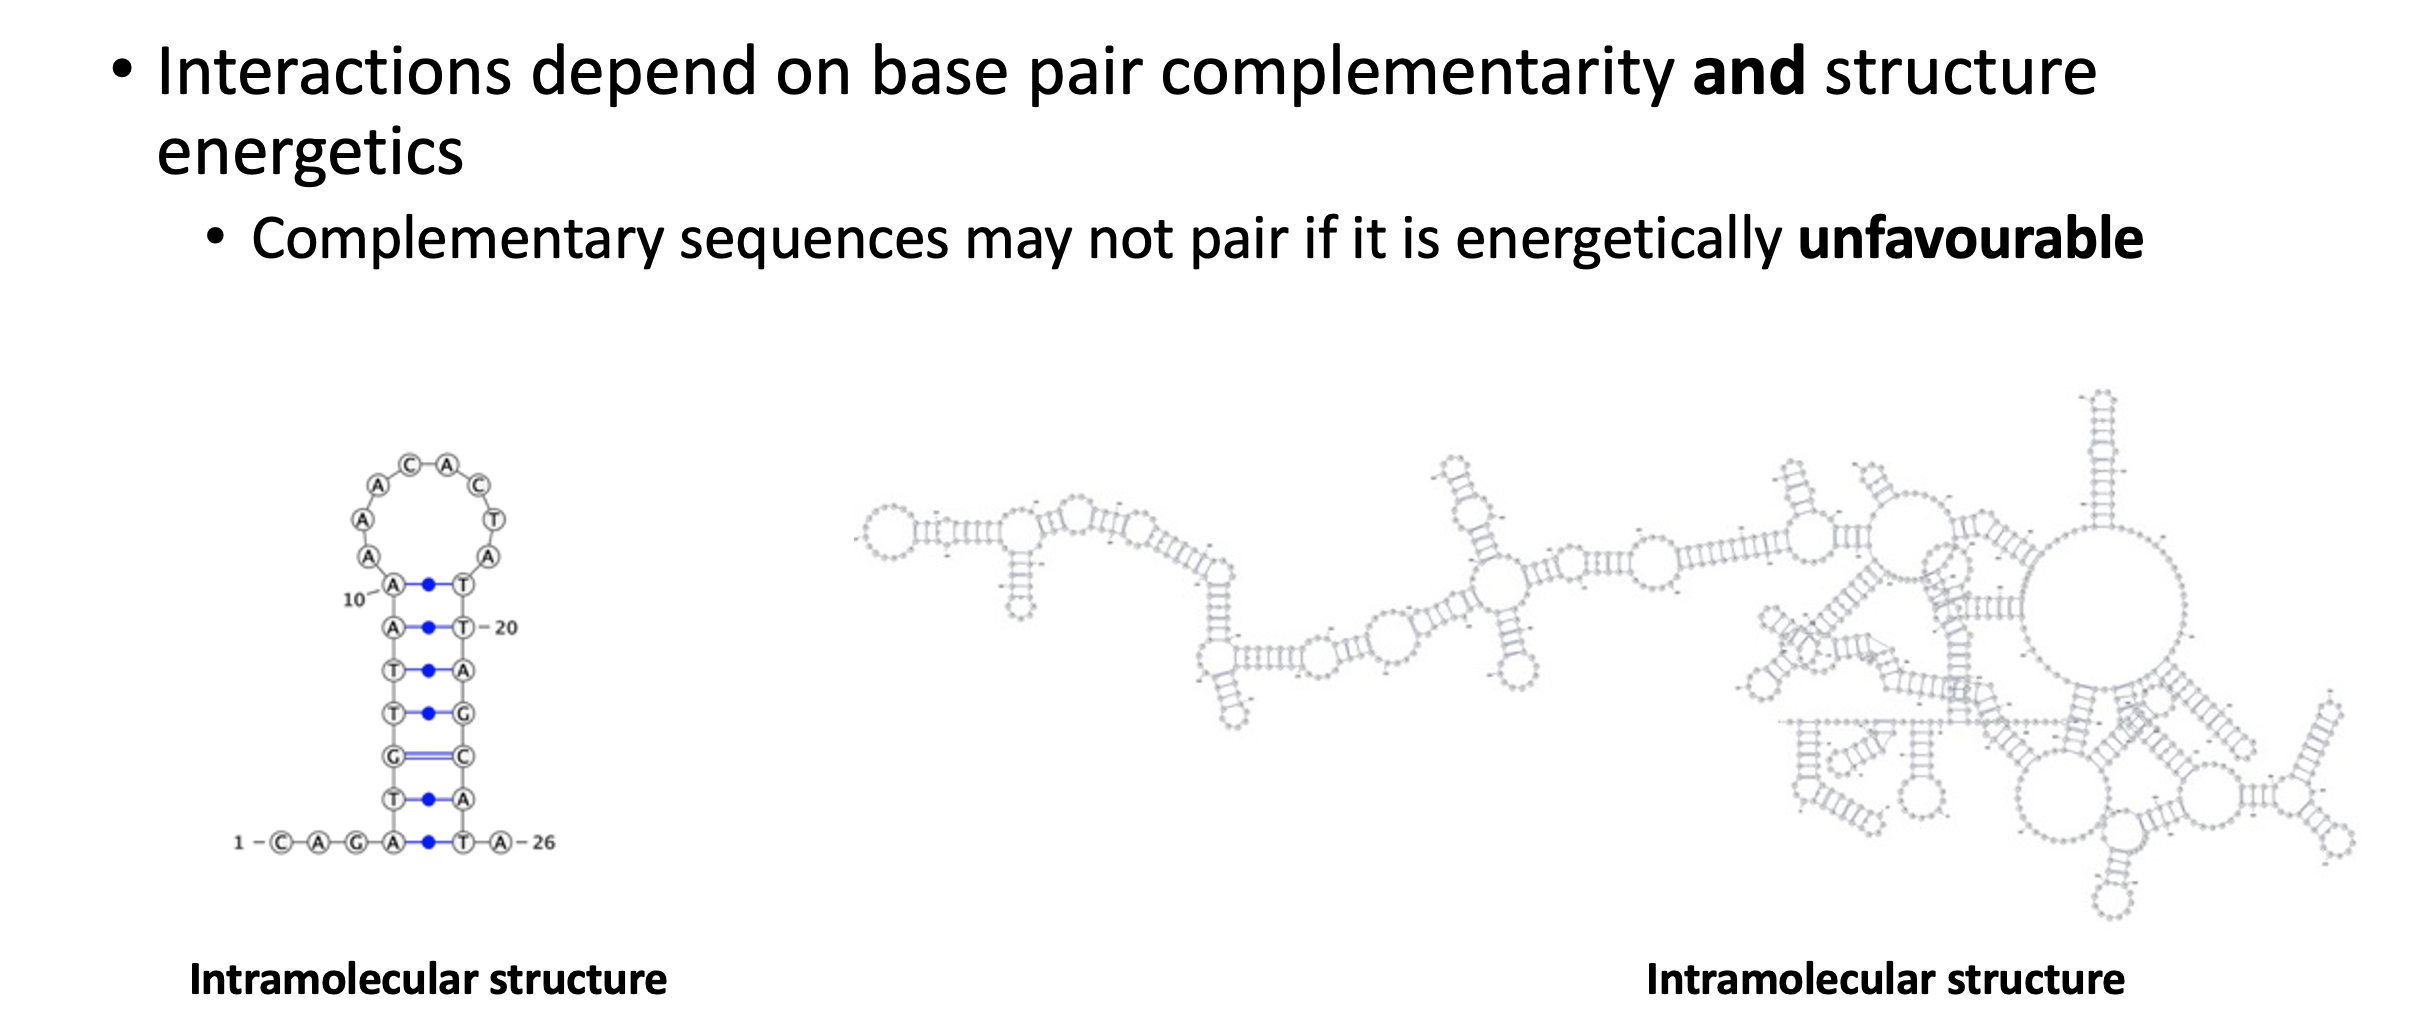 • Interactions depend on base pair complementarity and structure
energetics
• Complementary sequences may not pair if it is energetically unfavourable
C A
A C
A T
A A
10 A T
A T 20
T A
T G
G C
T A
1 C A G A T A 26
Intramolecular structure
Intramolecular structure